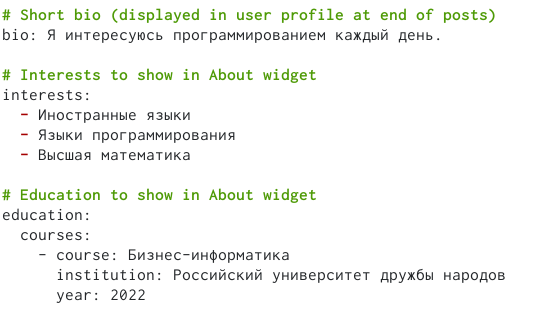 # Short bio (displayed in user profile at end of posts)
bio: Я интересуюсь программированием каждый день.
# Interests to show in About widget
interests:
- Иностранные языки
- Языки программирования
- Высшая математика
# Education to show in About widget
education:
courses:
- course: Бизнес-информатика
institution: Российский университет дружбы народов
year: 2022